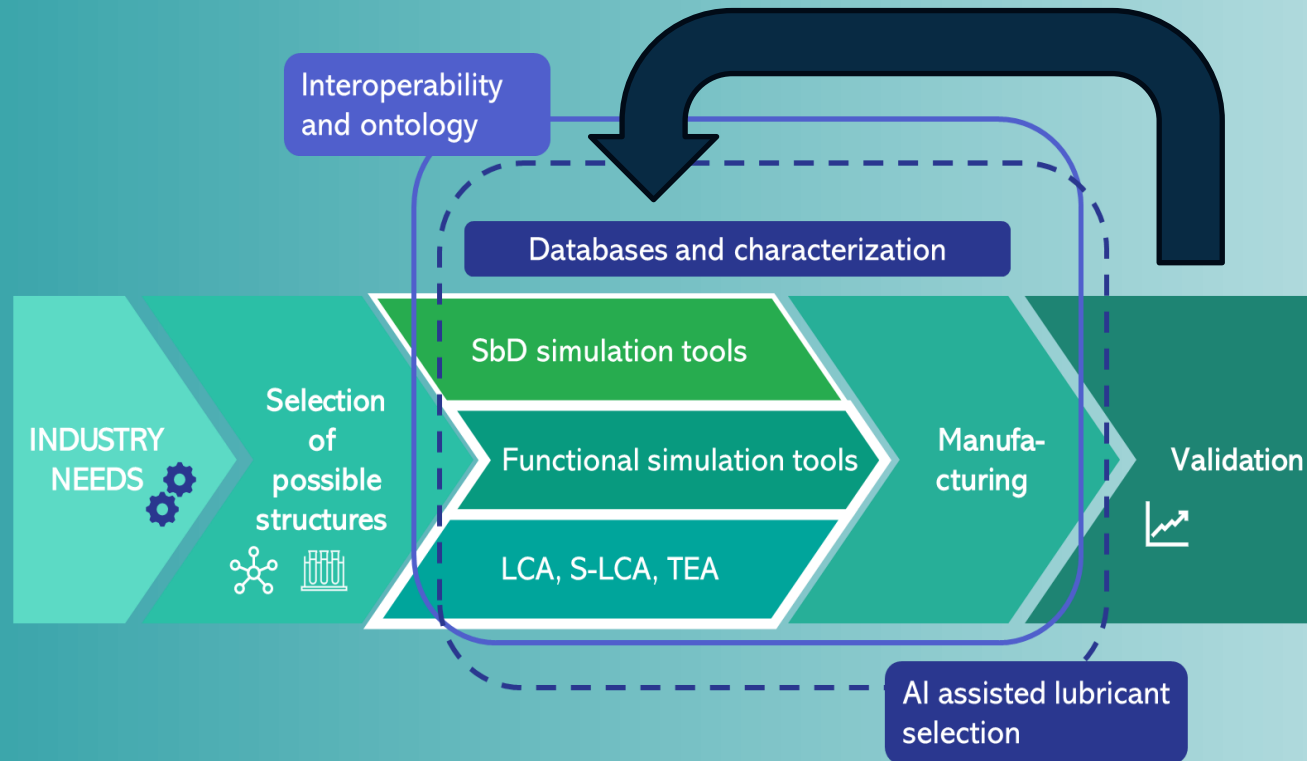 Interoperability
and ontology
Databases and characterization
INDUSTRY
NEEDS
Selection
of
possible
structures
SbD simulation tools
Functional simulation tools
LCA, S-LCA, TEA
Manufa-
cturing
Validation
AI assisted lubricant
selection